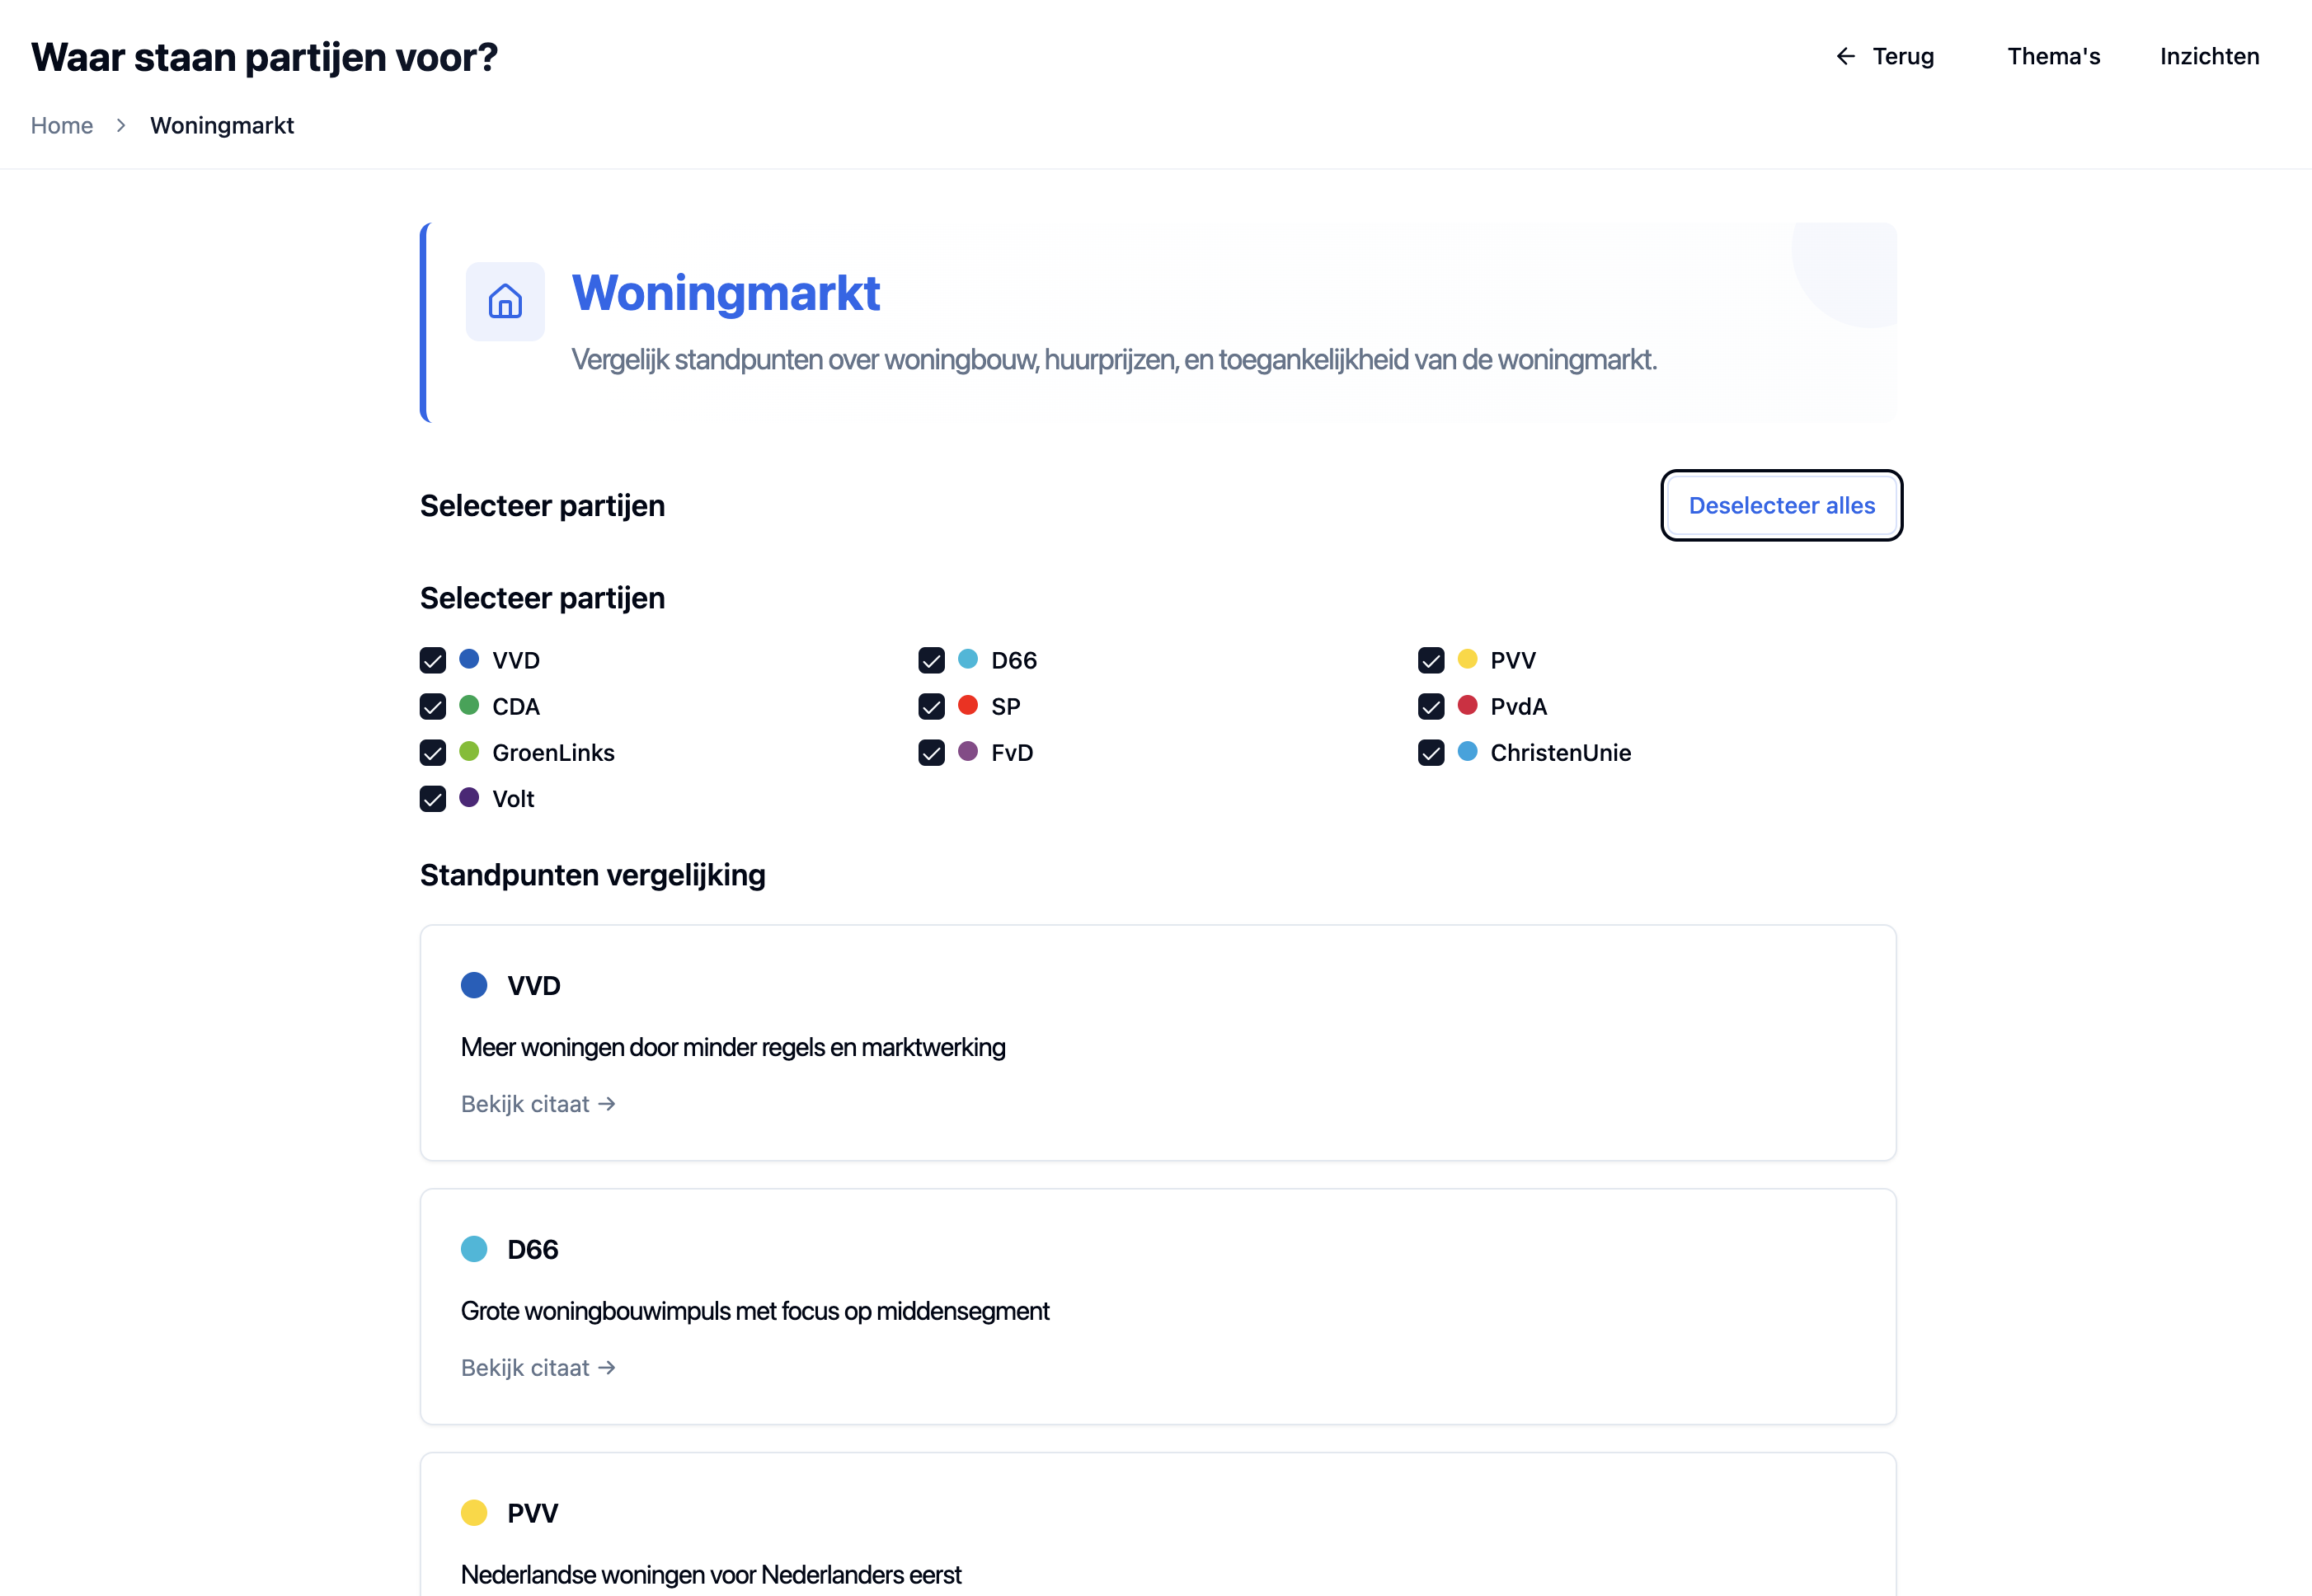 Waar staan partijen voor?
← Terug Thema's Inzichten
Home > Woningmarkt
Woningmarkt
Vergelijk standpunten over woningbouw, huurprijzen, en toegankelijkheid van de woningmarkt.
Selecteer partijen Deselecteer alles
Selecteer partijen
VVD D66 PVV
CDA SP PvdA
GroenLinks FvD ChristenUnie
Volt
Standpunten vergelijking
VVD
Meer woningen door minder regels en marktwerking
Bekijk citaat →
D66
Grote woningbouwimpuls met focus op middensegment
Bekijk citaat →
PVV
Nederlandse woningen voor Nederlanders eerst